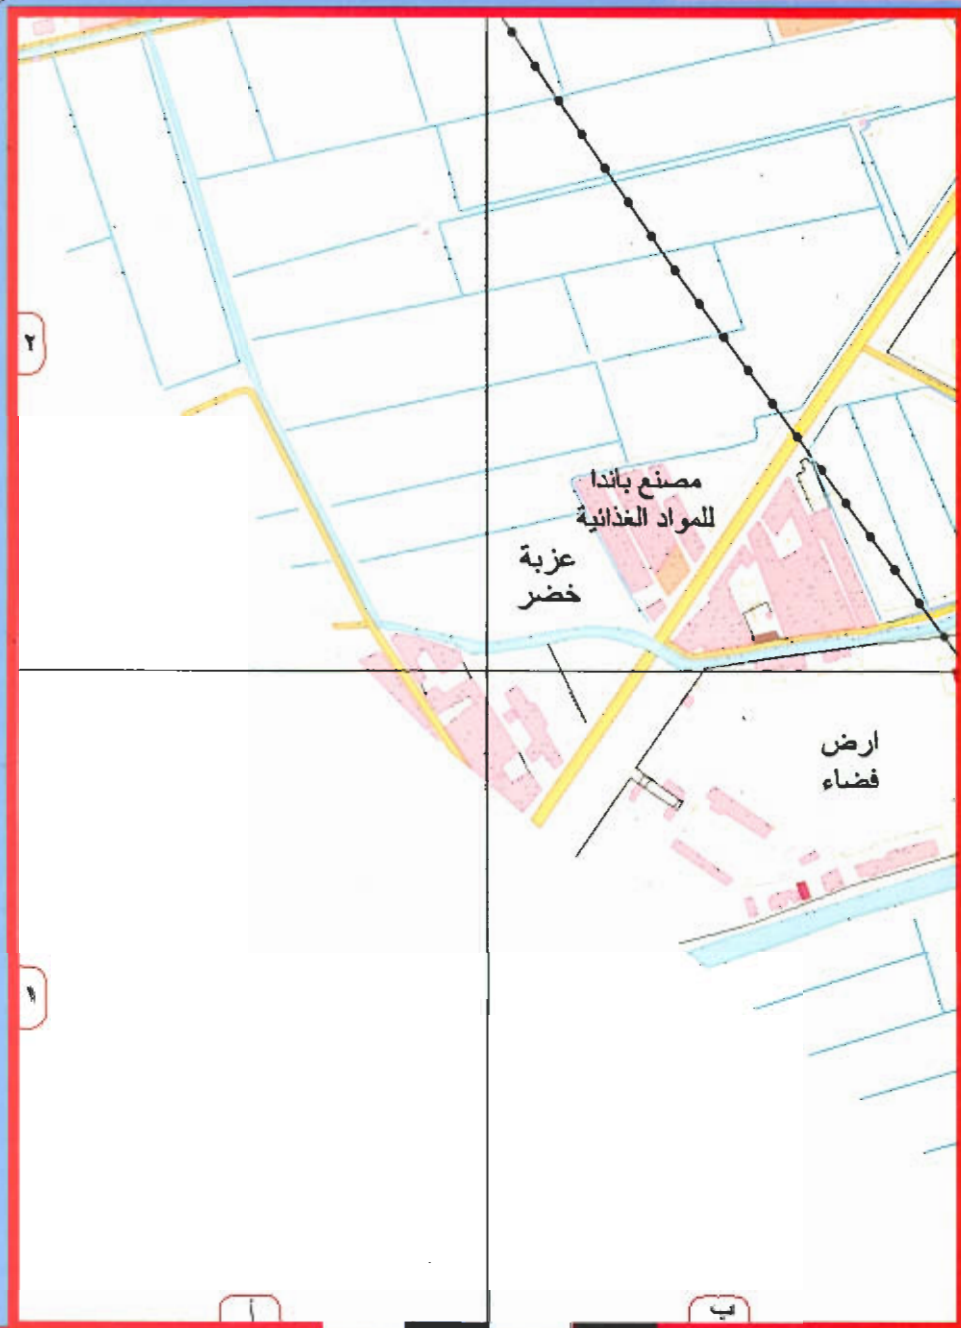 ٢
مصنع باندا
للمواد الغذائية
عزبة
خضر
ارض
فضاء
١
أ
ب